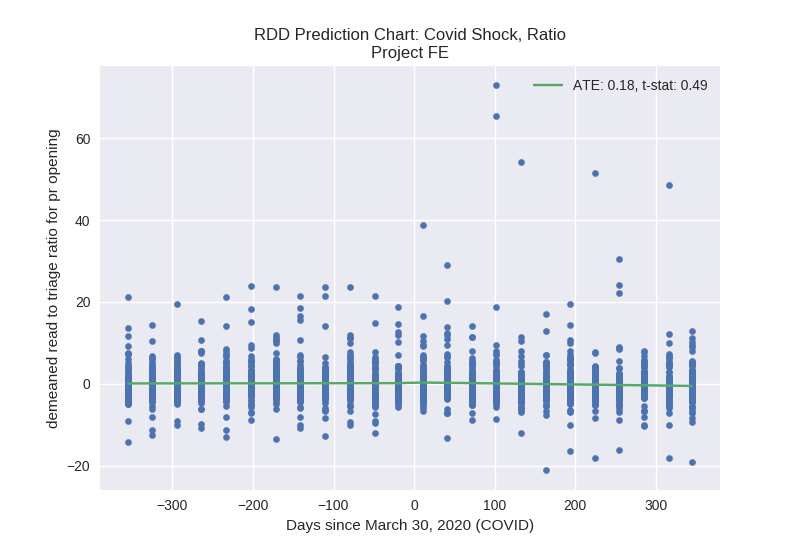 RDD Prediction Chart: Covid Shock, Ratio
Project FE
ATE: 0.18, t-stat: 0.49
demeaned read to triage ratio for pr opening
60
40
20
0
−20
−300
−200
−100
0
100
200
300
Days since March 30, 2020 (COVID)